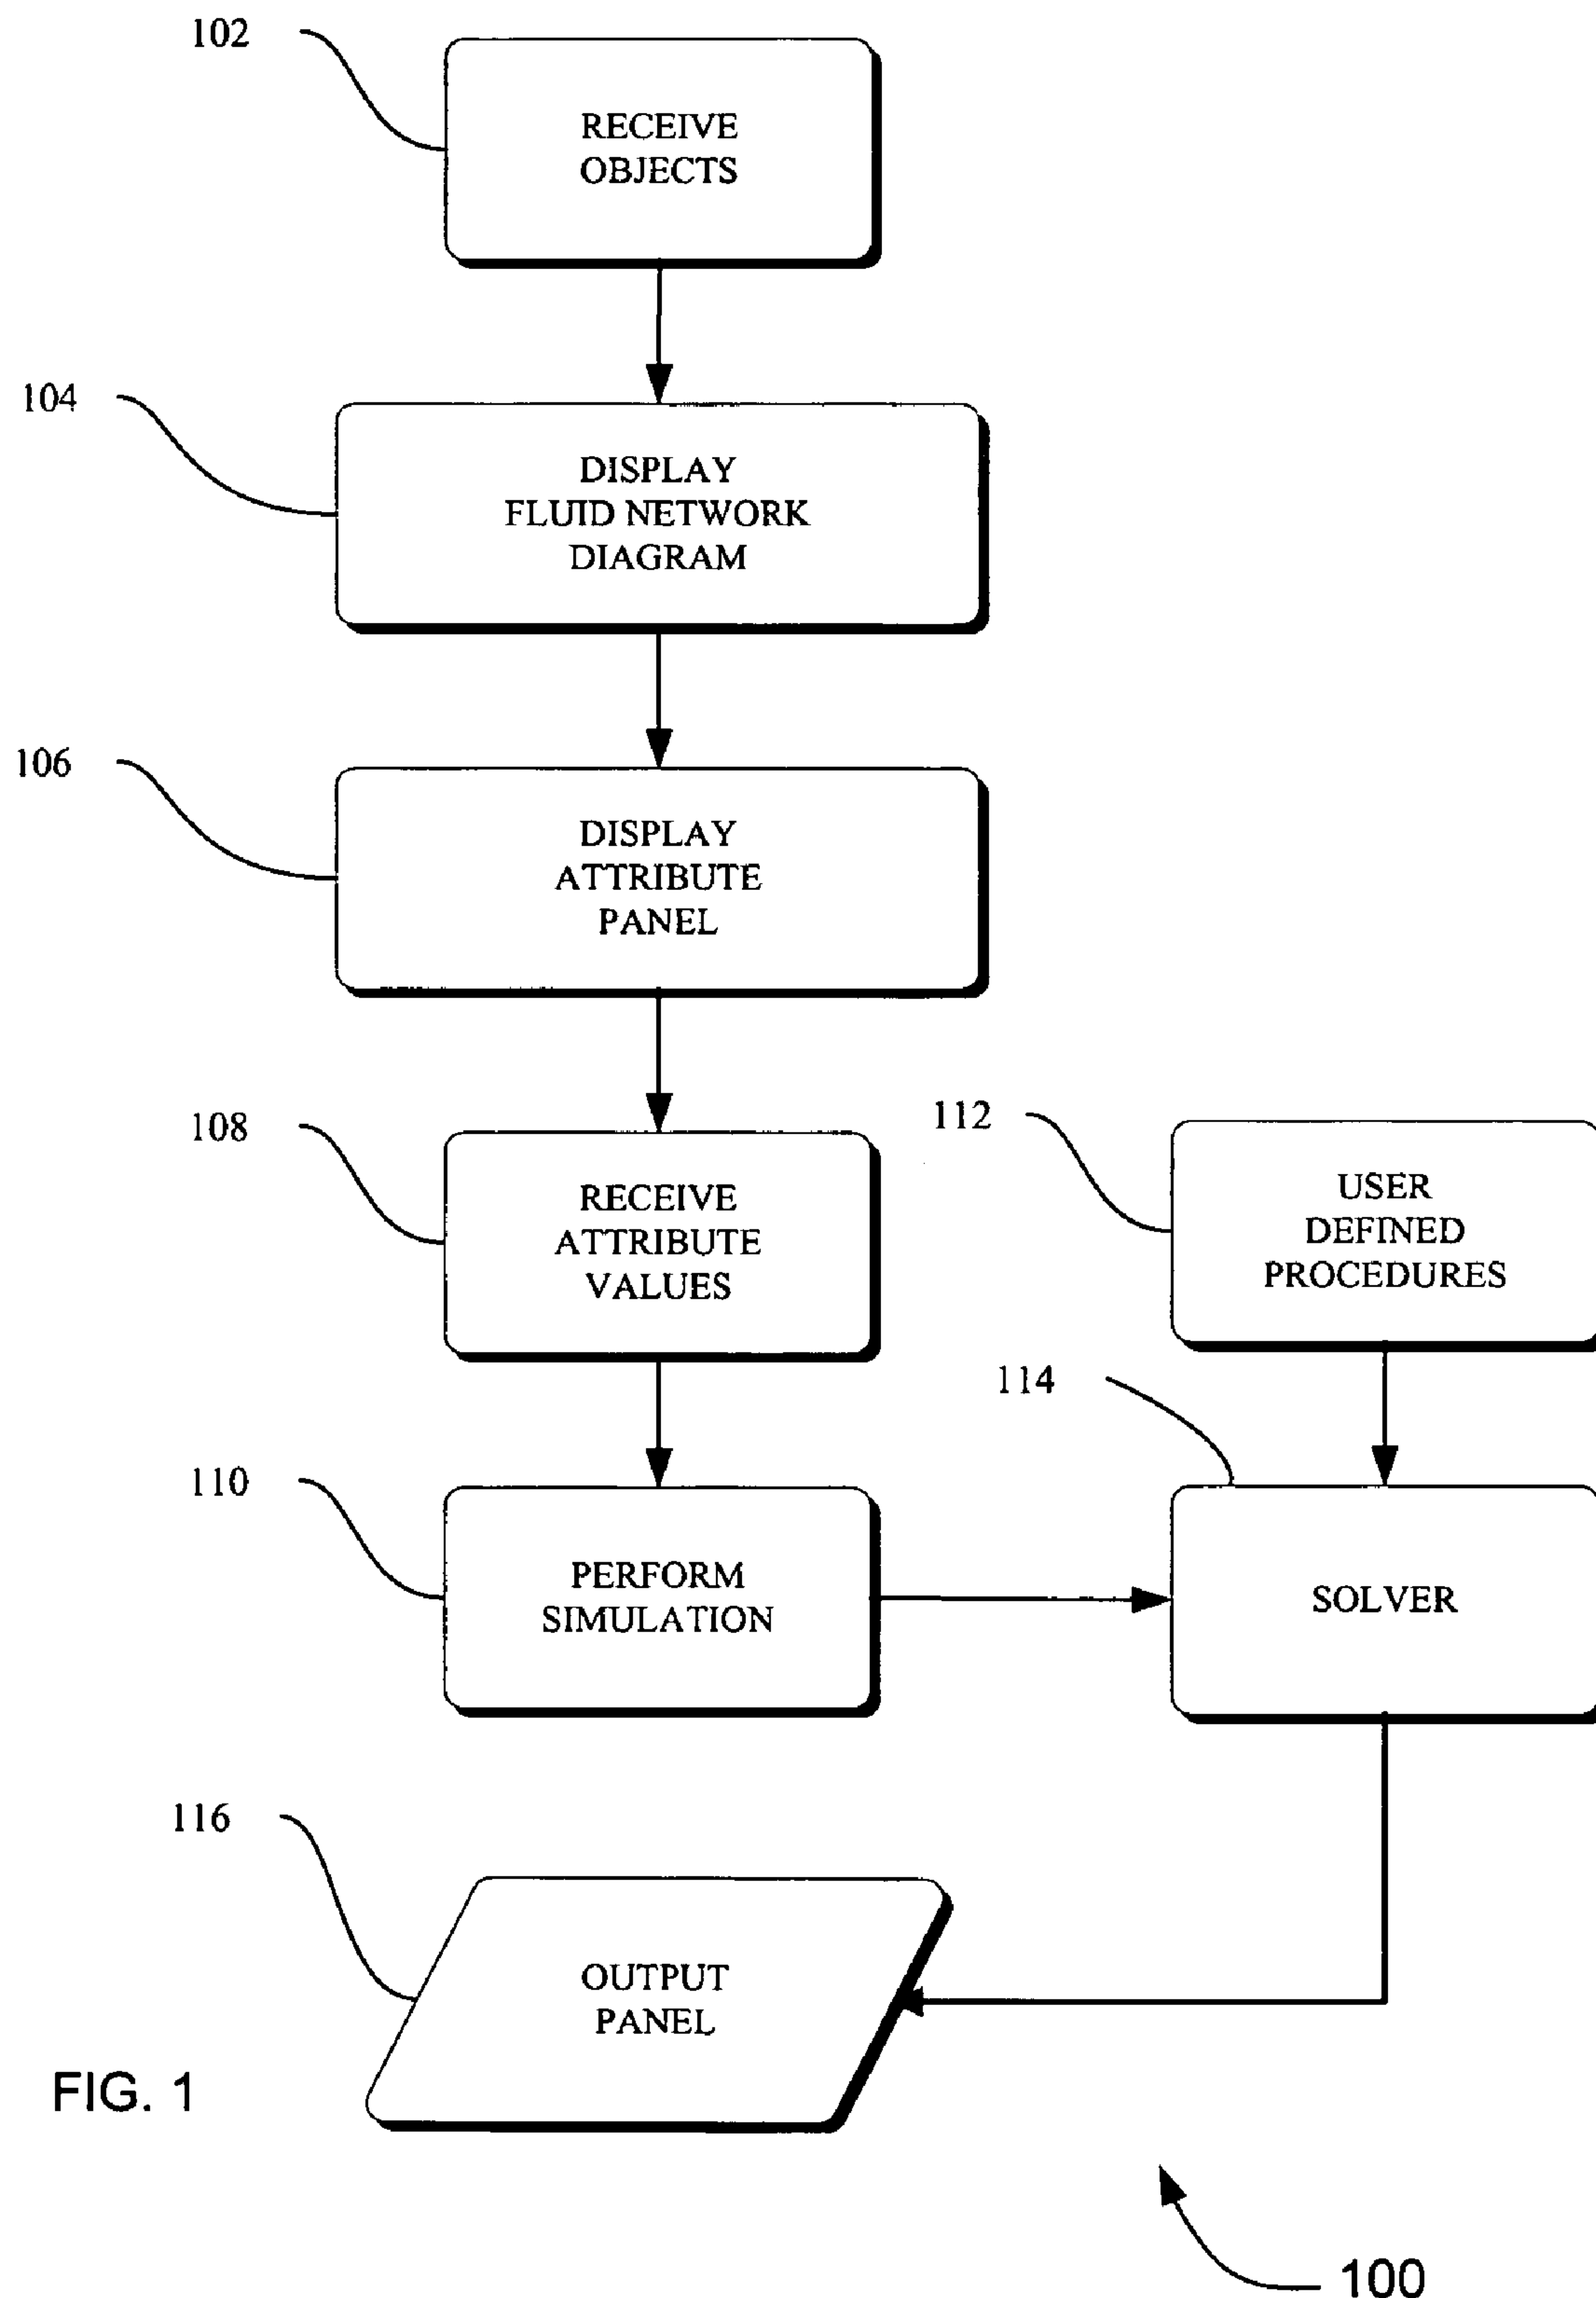 102
RECEIVE
OBJECTS
104
DISPLAY
FLUID NETWORK
DIAGRAM
106
DISPLAY
ATTRIBUTE
PANEL
108
RECEIVE
ATTRIBUTE
VALUES
112
USER
DEFINED
PROCEDURES
110
PERFORM
SIMULATION
114
SOLVER
116
OUTPUT
PANEL
FIG. 1
100